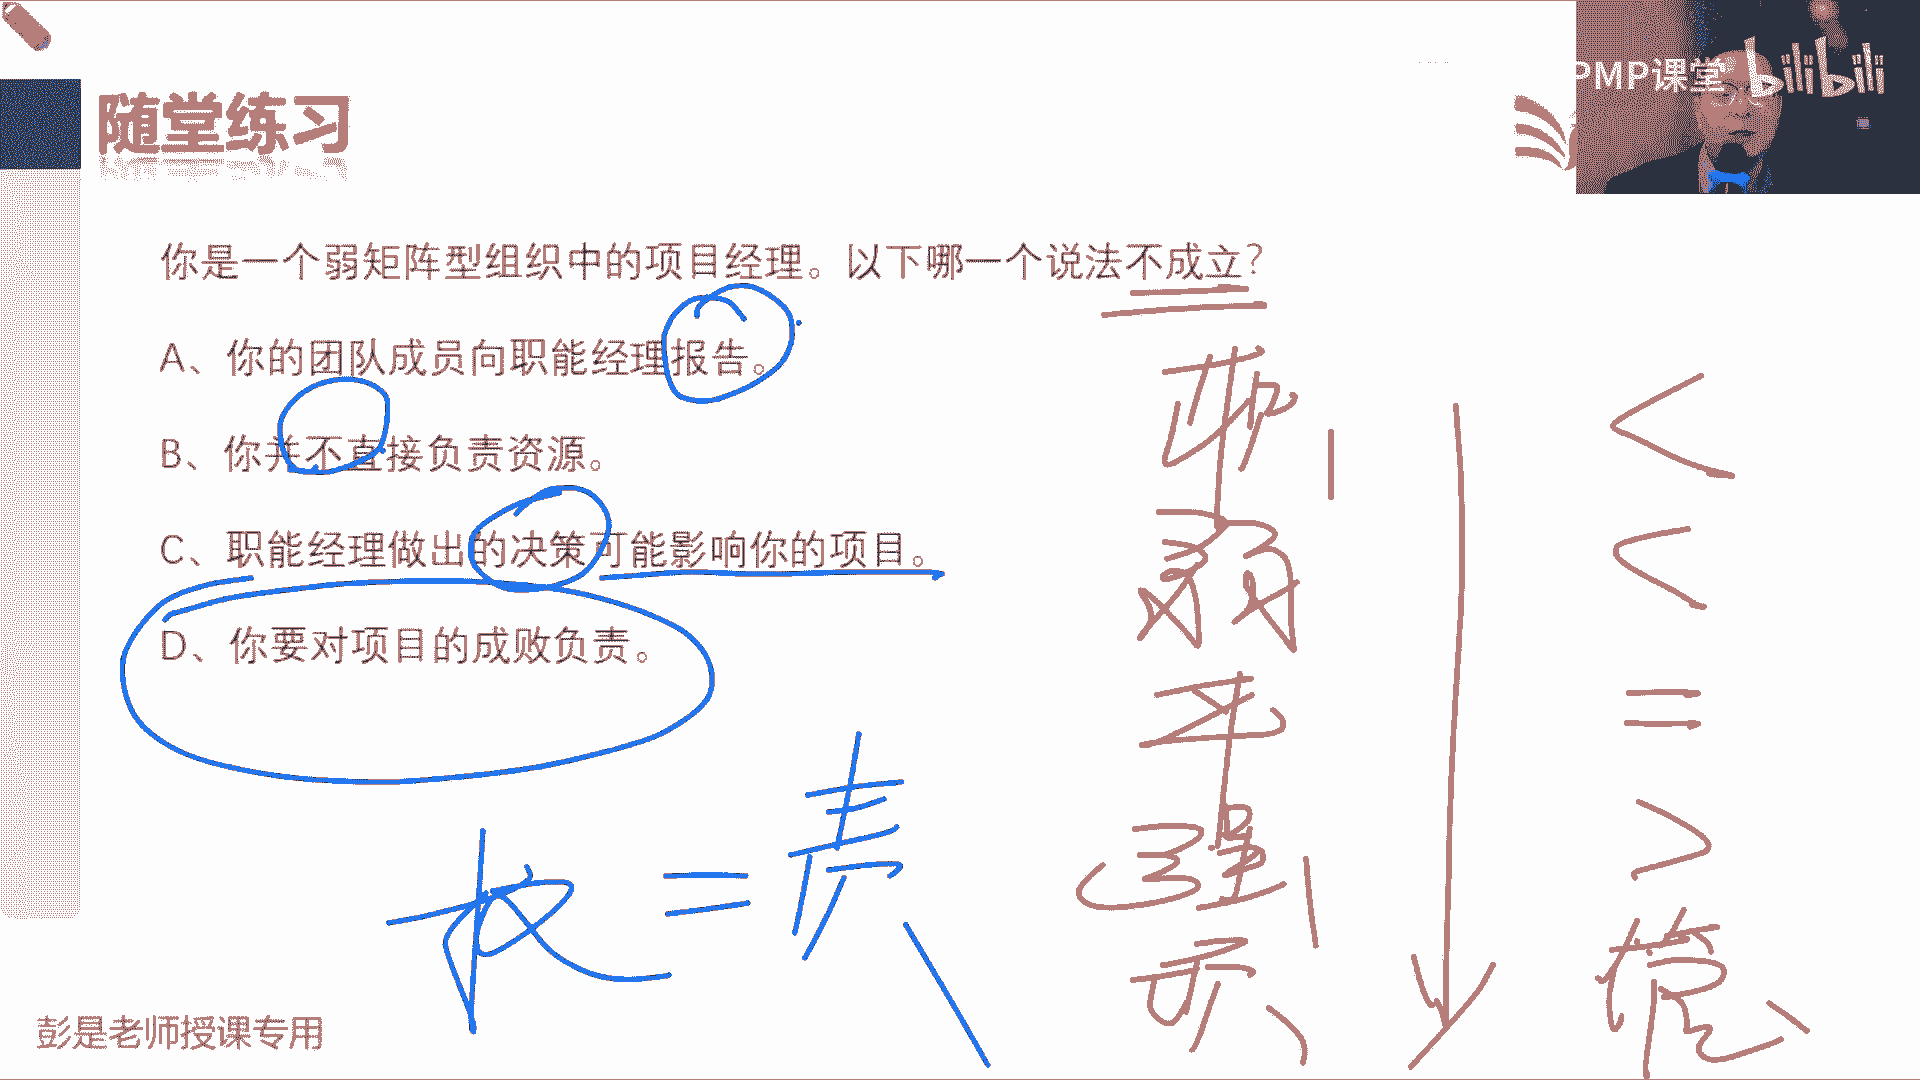 PMP课堂 bilibili
随堂练习
你是一个弱矩阵型组织中的项目经理。以下哪一个说法不成立?
A、你的团队成员向职能经理报告。
B、你并不直接负责资源。
C、职能经理做出的决策可能影响你的项目。
D、你要对项目的成败负责。
职 <
弱 <
平 =
强 >
项
权=责
彭是老师授课专用